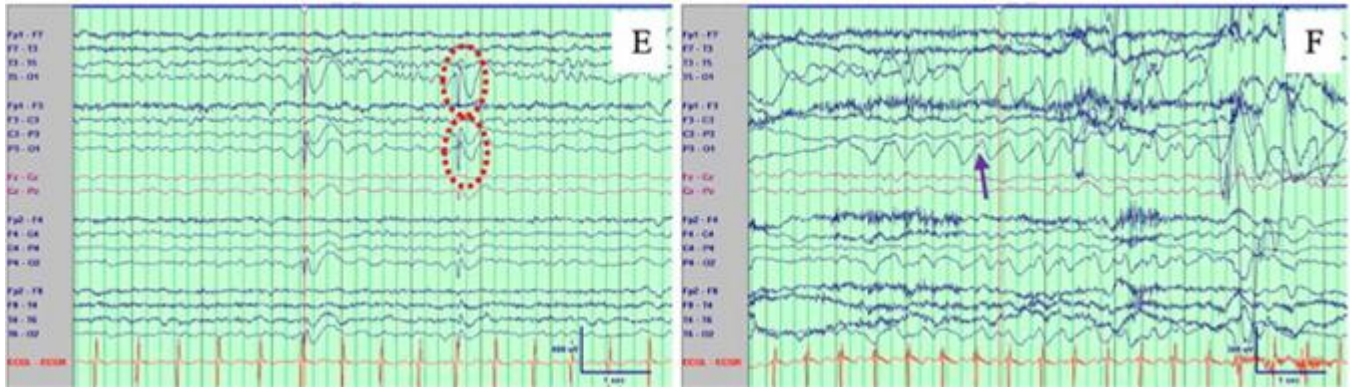 E
Fp1 - F7
F7 - T3
T3 - T5
T5 - O1
Fp1 - F3
F3 - C3
C3 - P3
P3 - O1
Fz - Cz
Cz - Pz
Fp2 - F4
F4 - C4
C4 - P4
P4 - O2
Fp2 - F8
F8 - T4
T4 - T6
T6 - O2
1 sec
F
Fp1 - F7
F7 - T3
T3 - T5
T5 - O1
Fp1 - F3
F3 - C3
C3 - P3
P3 - O1
Fz - Cz
Cz - Pz
Fp2 - F4
F4 - C4
C4 - P4
P4 - O2
Fp2 - F8
F8 - T4
T4 - T6
T6 - O2
1 sec